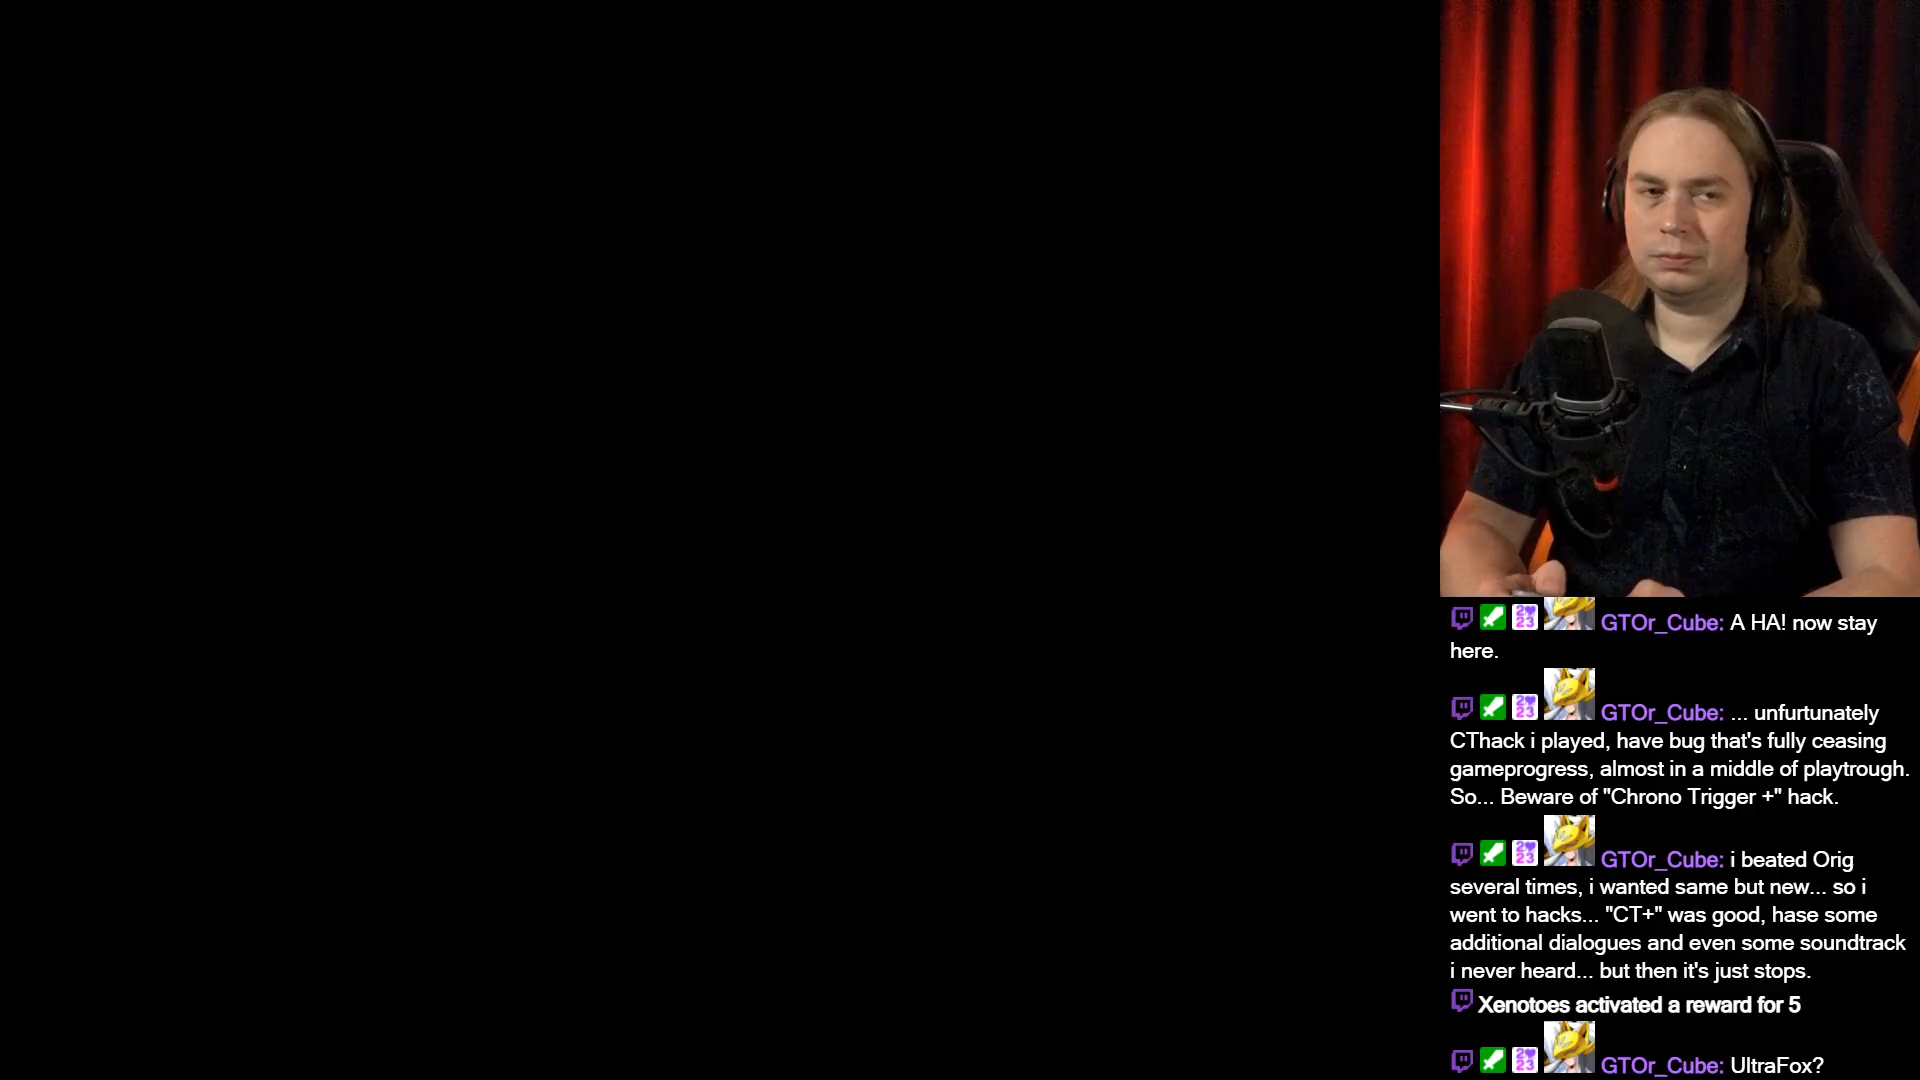 GTOr_Cube: A HA! now stay
here.
GTOr_Cube: ... unfurtunately
CThack i played, have bug that's fully ceasing
gameprogress, almost in a middle of playtrough.
So... Beware of "Chrono Trigger +" hack.
GTOr_Cube: i beated Orig
several times, i wanted same but new... so i
went to hacks... "CT+" was good, hase some
additional dialogues and even some soundtrack
i never heard... but then it's just stops.
Xenotoes activated a reward for 5
GTOr_Cube: UltraFox?